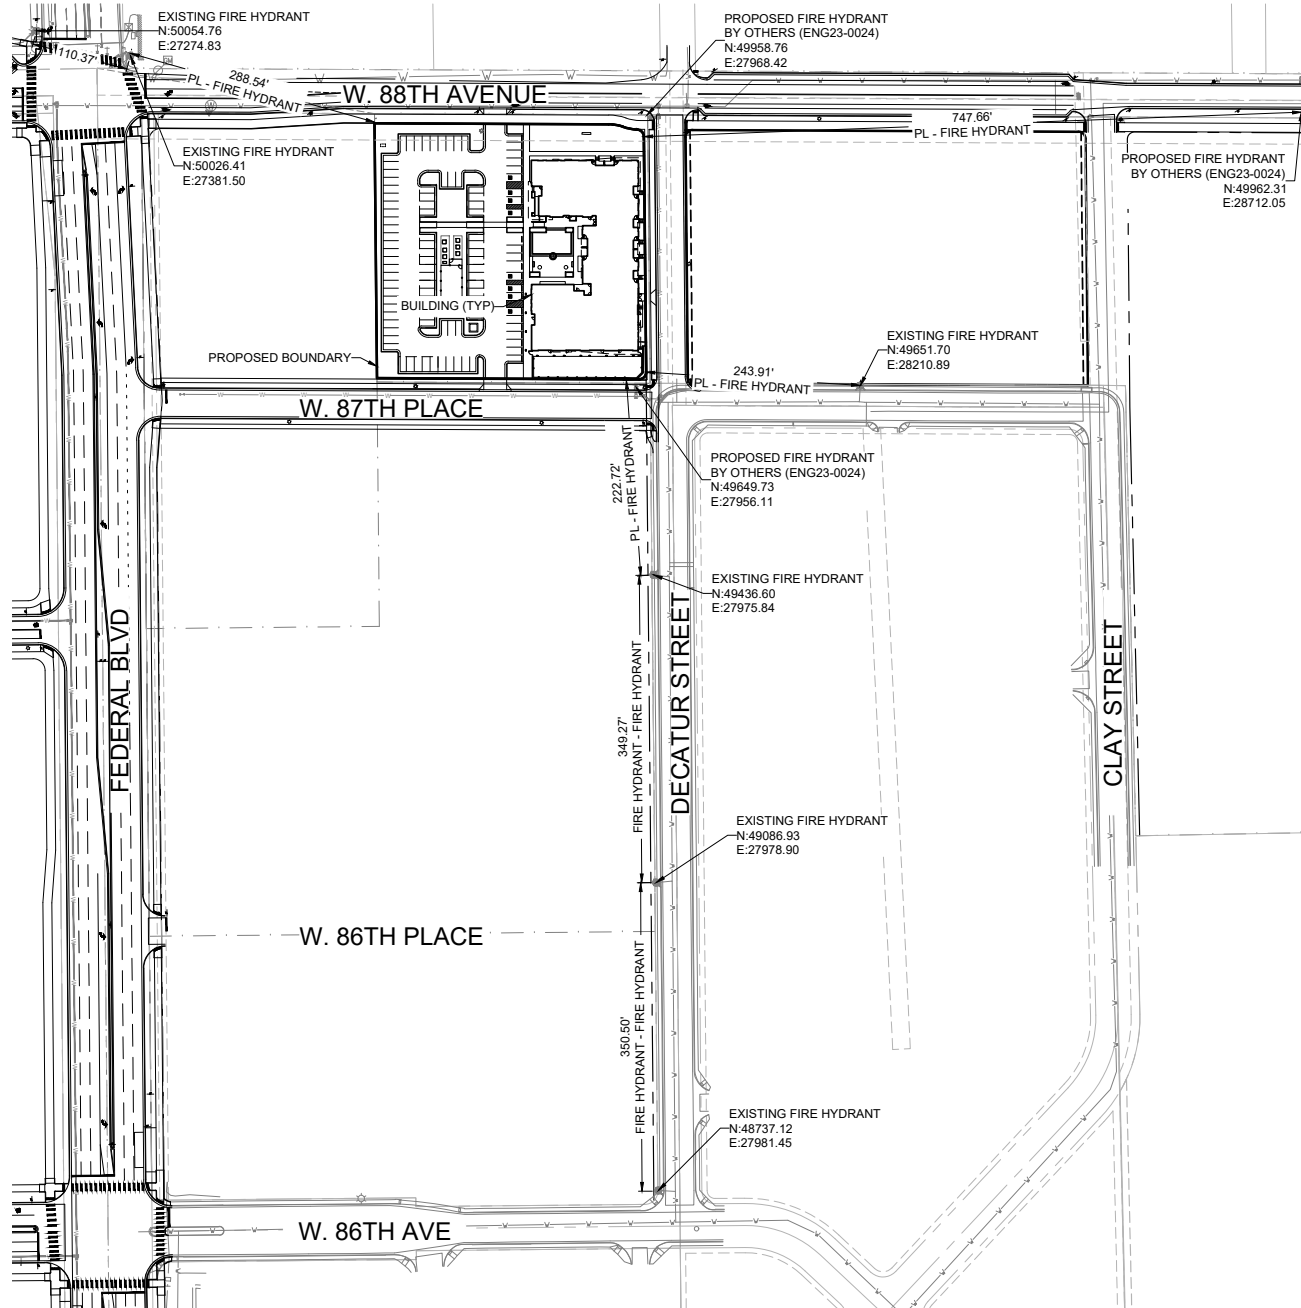 EXISTING FIRE HYDRANT
N:50054.76
E:27274.83
110.37'
288.54'
PL - FIRE HYDRANT
W. 88TH AVENUE
PROPOSED FIRE HYDRANT
BY OTHERS (ENG23-0024)
N:49958.76
E:27968.42
747.66'
PL - FIRE HYDRANT
EXISTING FIRE HYDRANT
N:50026.41
E:27381.50
PROPOSED FIRE HYDRANT
BY OTHERS (ENG23-0024)
N:49962.31
E:28712.05
BUILDING (TYP)
PROPOSED BOUNDARY
EXISTING FIRE HYDRANT
N:49651.70
E:28210.89
243.91'
PL - FIRE HYDRANT
W. 87TH PLACE
222.72'
PL - FIRE HYDRANT
PROPOSED FIRE HYDRANT
BY OTHERS (ENG23-0024)
N:49649.73
E:27956.11
EXISTING FIRE HYDRANT
N:49436.60
E:27975.84
FEDERAL BLVD
DECATUR STREET
CLAY STREET
349.27'
FIRE HYDRANT - FIRE HYDRANT
EXISTING FIRE HYDRANT
N:49086.93
E:27978.90
W. 86TH PLACE
350.50'
FIRE HYDRANT - FIRE HYDRANT
EXISTING FIRE HYDRANT
N:48737.12
E:27981.45
W. 86TH AVE